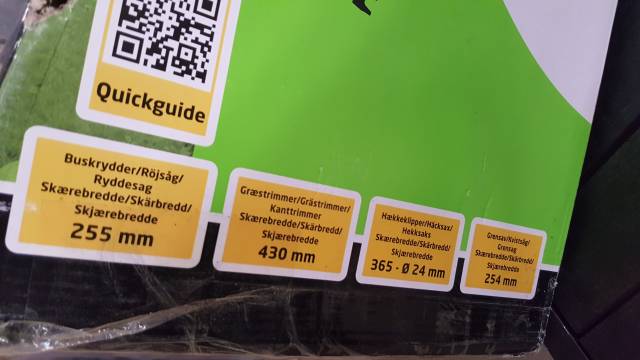 Quickguide
Buskrydder/Röjsåg/
Ryddesag
Skærebredde/Skärbredd/
Skjærebredde
255 mm
Græstrimmer/Grästrimmer/
Kanttrimmer
Skærebredde/Skärbredd/
Skjærebredde
430 mm
Hækkeklipper/Häcksax/
Hekksaks
Skærebredde/Skärbredd/
Skjærebredde
365 - Ø 24 mm
Grensav/Kvistsåg/
Grensag
Skærebredde/Skärbredd/
Skjærebredde
254 mm